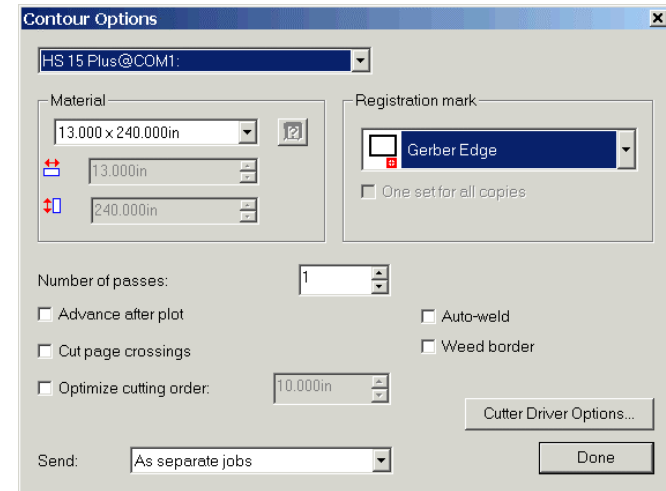 Contour Options
HS 15 Plus@COM1:
Material
13.000 x 240.000in
13.000in
240.000in
Registration mark
Gerber Edge
One set for all copies
Number of passes:
1
Advance after plot
Auto-weld
Cut page crossings
Weed border
Optimize cutting order:
10.000in
Cutter Driver Options...
Send:
As separate jobs
Done